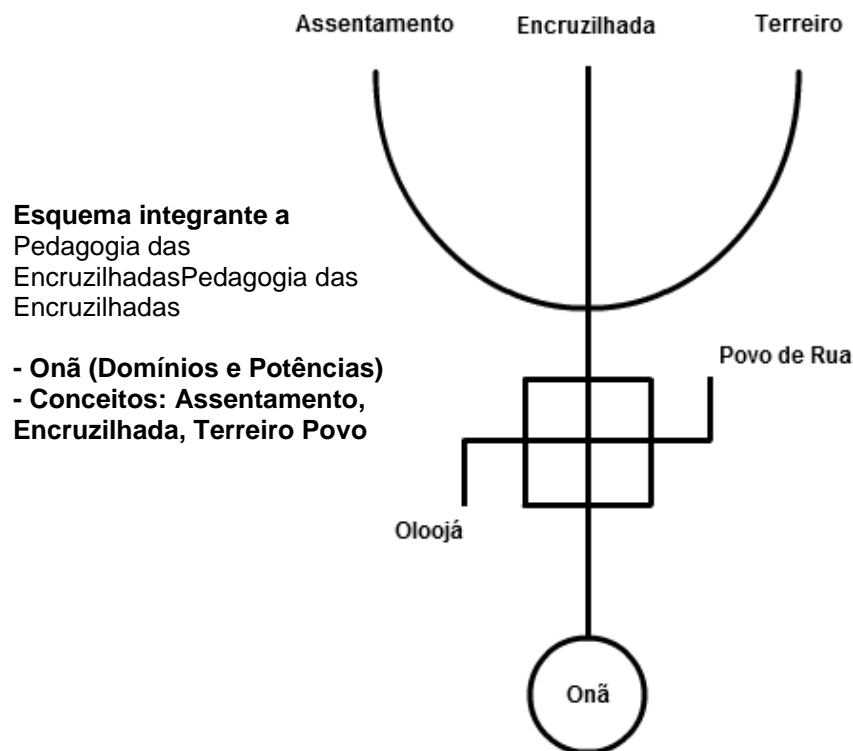 Assentamento Encruzilhada Terreiro
Esquema integrante a
Pedagogia das
EncruzilhadasPedagogia das
Encruzilhadas
- Onã (Domínios e Potências)
- Conceitos: Assentamento,
Encruzilhada, Terreiro Povo
Povo de Rua
Oloojá
Onã